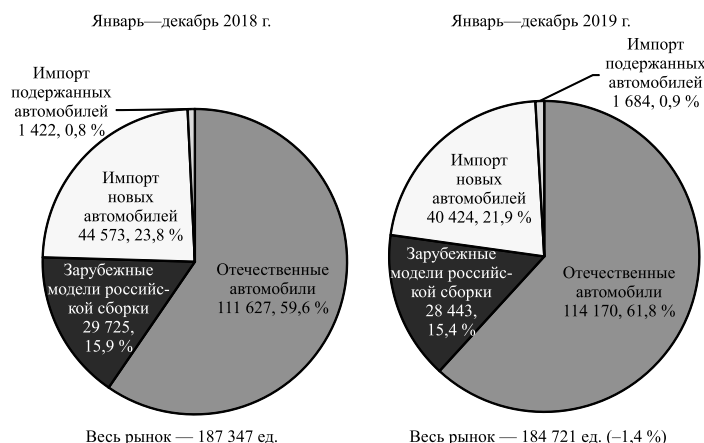 Январь—декабрь 2018 г.
Импорт
подержанных
автомобилей
1 422, 0,8 %
Импорт
новых
автомобилей
44 573, 23,8 %
Зарубежные
модели российс-
кой сборки
29 725,
15,9 %
Отечественные
автомобили
111 627, 59,6 %
Весь рынок — 187 347 ед.
Январь—декабрь 2019 г.
Импорт
подержанных
автомобилей
1 684, 0,9 %
Импорт
новых
автомобилей
40 424, 21,9 %
Зарубежные
модели российс-
кой сборки
28 443,
15,4 %
Отечественные
автомобили
114 170, 61,8 %
Весь рынок — 184 721 ед. (–1,4 %)